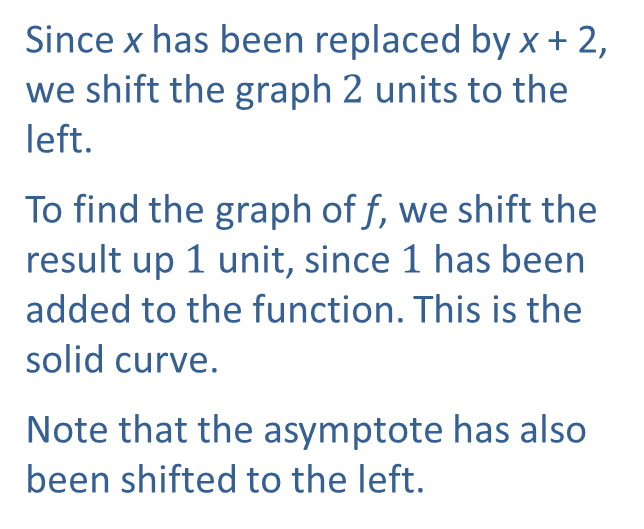 Since x has been replaced by x + 2,
we shift the graph 2 units to the
left.
To find the graph of f, we shift the
result up 1 unit, since 1 has been
added to the function. This is the
solid curve.
Note that the asymptote has also
been shifted to the left.